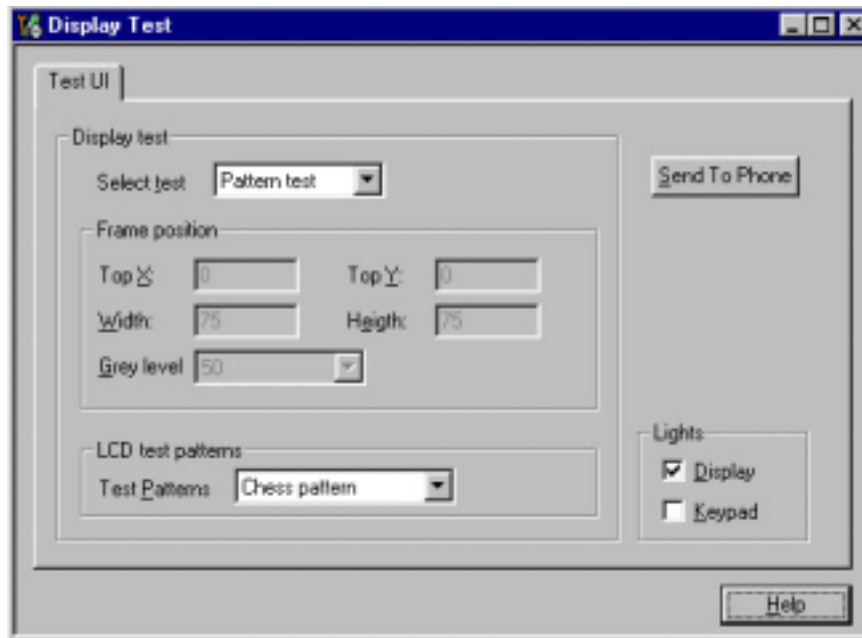 Display Test
Test UI
Display test
Select test Pattern test
Send To Phone
Frame position
Top X: 0 Top Y: 0
Width: 75 Heigth: 75
Grey level 50
LCD test patterns
Test Patterns Chess pattern
Lights
Display
Keypad
Help